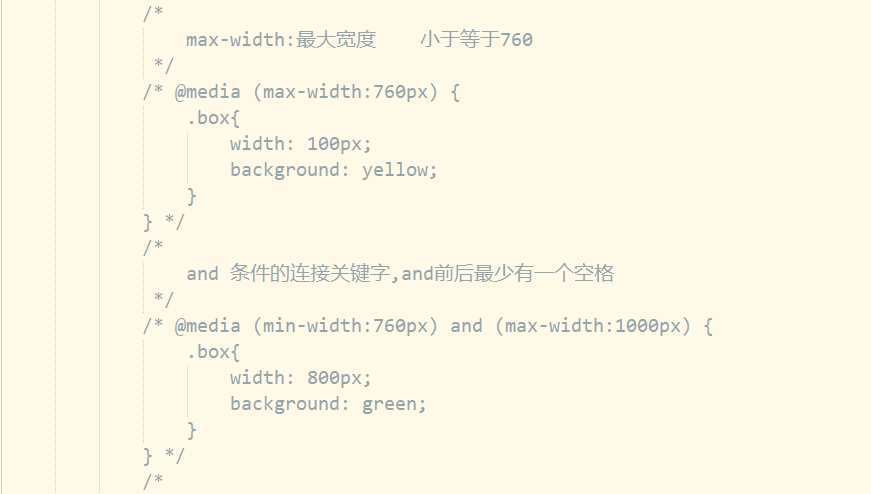 /*
max-width:最大宽度    小于等于760
*/
/* @media (max-width:760px) {
.box{
width: 100px;
background: yellow;
}
} */
/*
and 条件的连接关键字,and前后最少有一个空格
*/
/* @media (min-width:760px) and (max-width:1000px) {
.box{
width: 800px;
background: green;
}
} */
/*